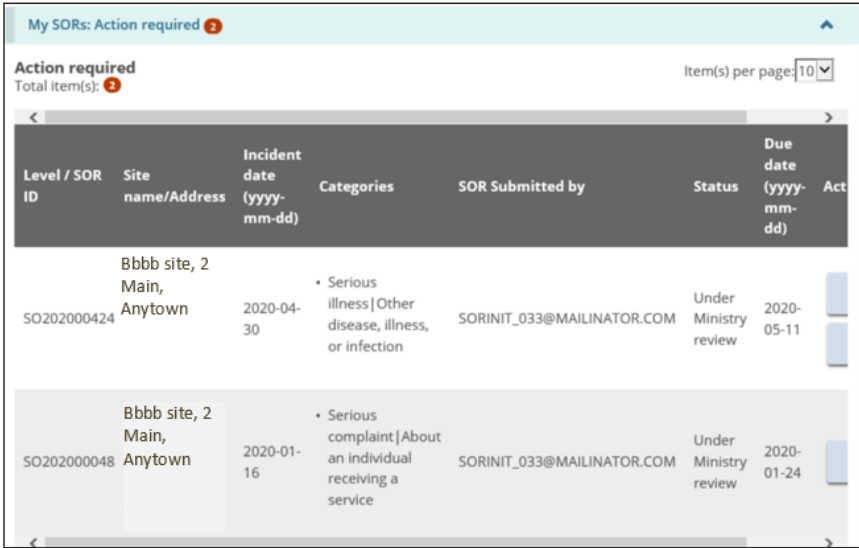 My SORs: Action required 2
Action required
Item(s) per page: 10
Total item(s): 2
Level / SOR
ID
Site
name/Address
Incident
date
(yyyy-
mm-dd)
Categories
SOR Submitted by
Status
Due
date
(yyyy-
mm-
dd)
Act
SO202000424
Bbbb site, 2
Main,
Anytown
2020-04-
30
• Serious
illness|Other
disease, illness,
or infection
SORINIT_033@MAILINATOR.COM
Under
Ministry
review
2020-
05-11
SO202000048
Bbbb site, 2
Main,
Anytown
2020-01-
16
• Serious
complaint|About
an individual
receiving a
service
SORINIT_033@MAILINATOR.COM
Under
Ministry
review
2020-
01-24